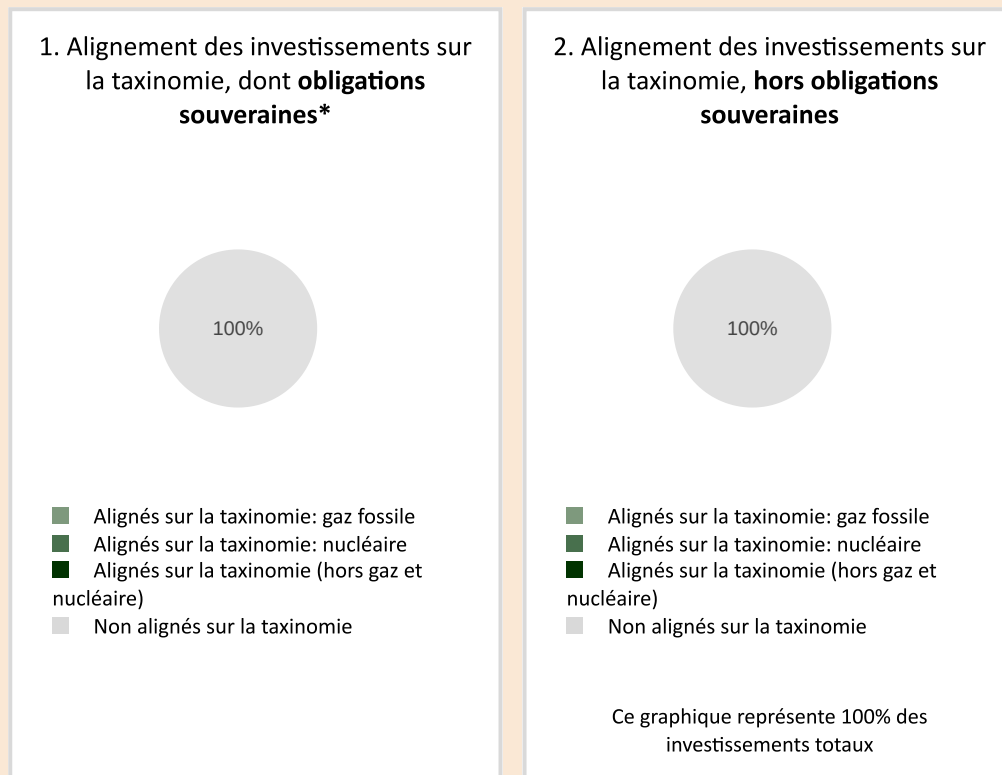 1. Alignement des investissements sur
la taxinomie, dont obligations
souveraines*
100%
Alignés sur la taxinomie: gaz fossile
Alignés sur la taxinomie: nucléaire
Alignés sur la taxinomie (hors gaz et
nucléaire)
Non alignés sur la taxinomie
2. Alignement des investissements sur
la taxinomie, hors obligations
souveraines
100%
Alignés sur la taxinomie: gaz fossile
Alignés sur la taxinomie: nucléaire
Alignés sur la taxinomie (hors gaz et
nucléaire)
Non alignés sur la taxinomie
Ce graphique représente 100% des
investissements totaux